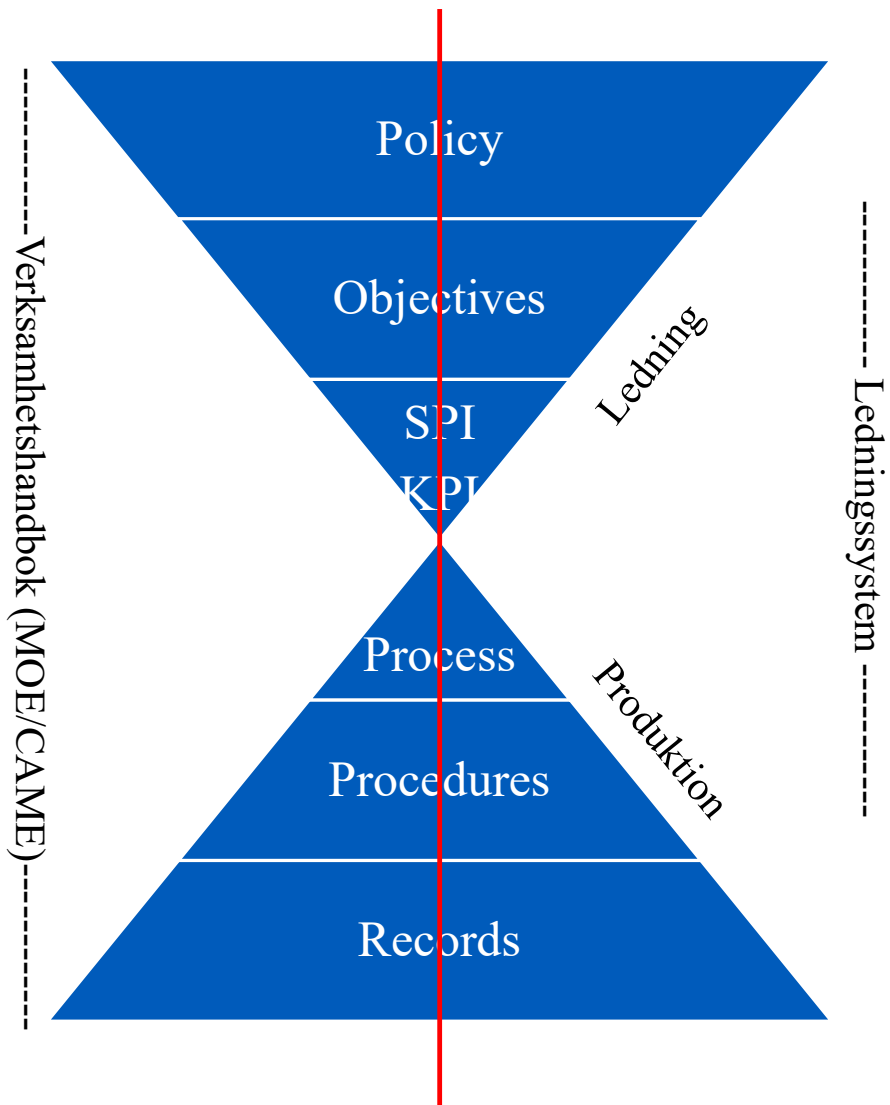 Policy
Objectives
SPI
KPI
Process
Procedures
Records
Ledning
Produktion
----------------Verksamhetshandbok (MOE/CAME)----------------
---------------- Ledningssystem ---------------